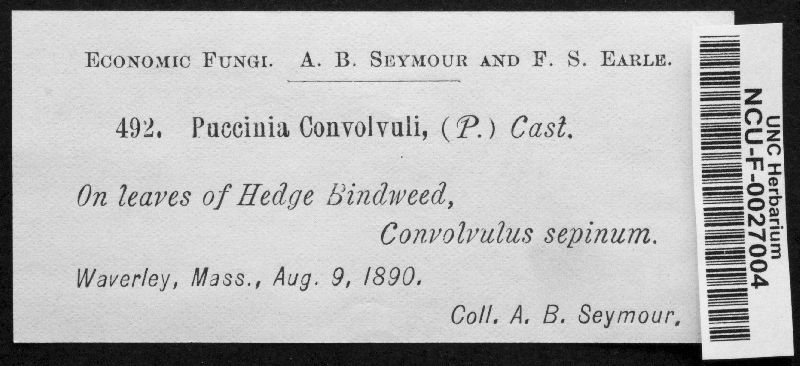 Economic Fungi. A. B. Seymour and F. S. Earle.
492. Puccinia Convolvuli, (P.) Cast.
On leaves of Hedge Bindweed,
Convolvulus sepinum.
Waverley, Mass., Aug. 9, 1890.
Coll. A. B. Seymour.
UNC Herbarium
NCU-F-0027004